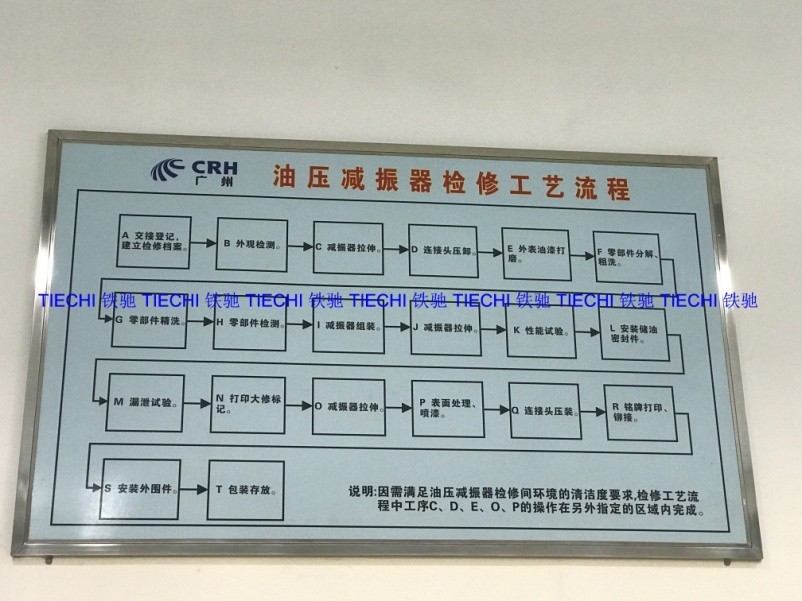 CRH
广州
油压减振器检修工艺流程
A 交接登记,
建立检修档案。
B 外观检测。
C 减振器拉伸。
D 连接头压卸。
E 外表油漆打
磨。
F 零部件分解、
粗洗。
TIECHI 铁驰 TIECHI 铁驰 TIECHI 铁驰 TIECHI 铁驰 TIECHI 铁驰 TIECHI 铁驰 TIECHI 铁驰
G 零部件精洗。
H 零部件检测。
I 减振器组装。
J 减振器拉伸。
K 性能试验。
L 安装储油
密封件。
M 漏泄试验。
N 打印大修标
记。
O 减振器拉伸。
P 表面处理、
喷漆。
Q 连接头压装。
R 铭牌打印、
铆接。
S 安装外围件。
T 包装存放。
说明:因需满足油压减振器检修间环境的清洁度要求,检修工艺流
程中工序C、D、E、O、P的操作在另外指定的区域内完成。